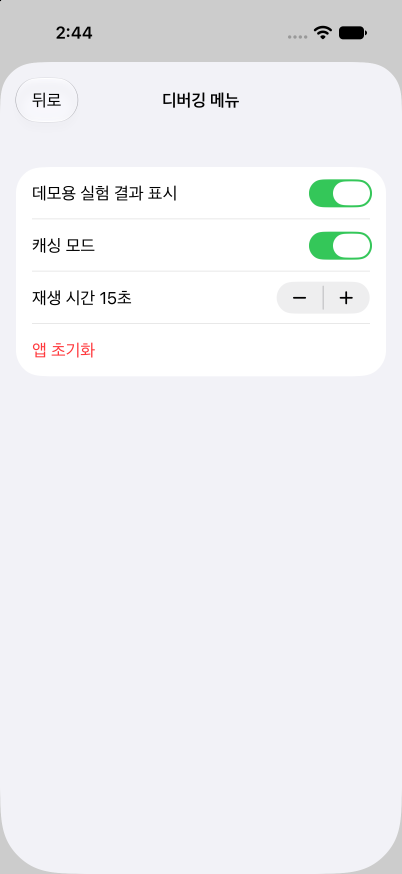 2:44
뒤로
디버깅 메뉴
데모용 실험 결과 표시
캐싱 모드
재생 시간 15초
앱 초기화